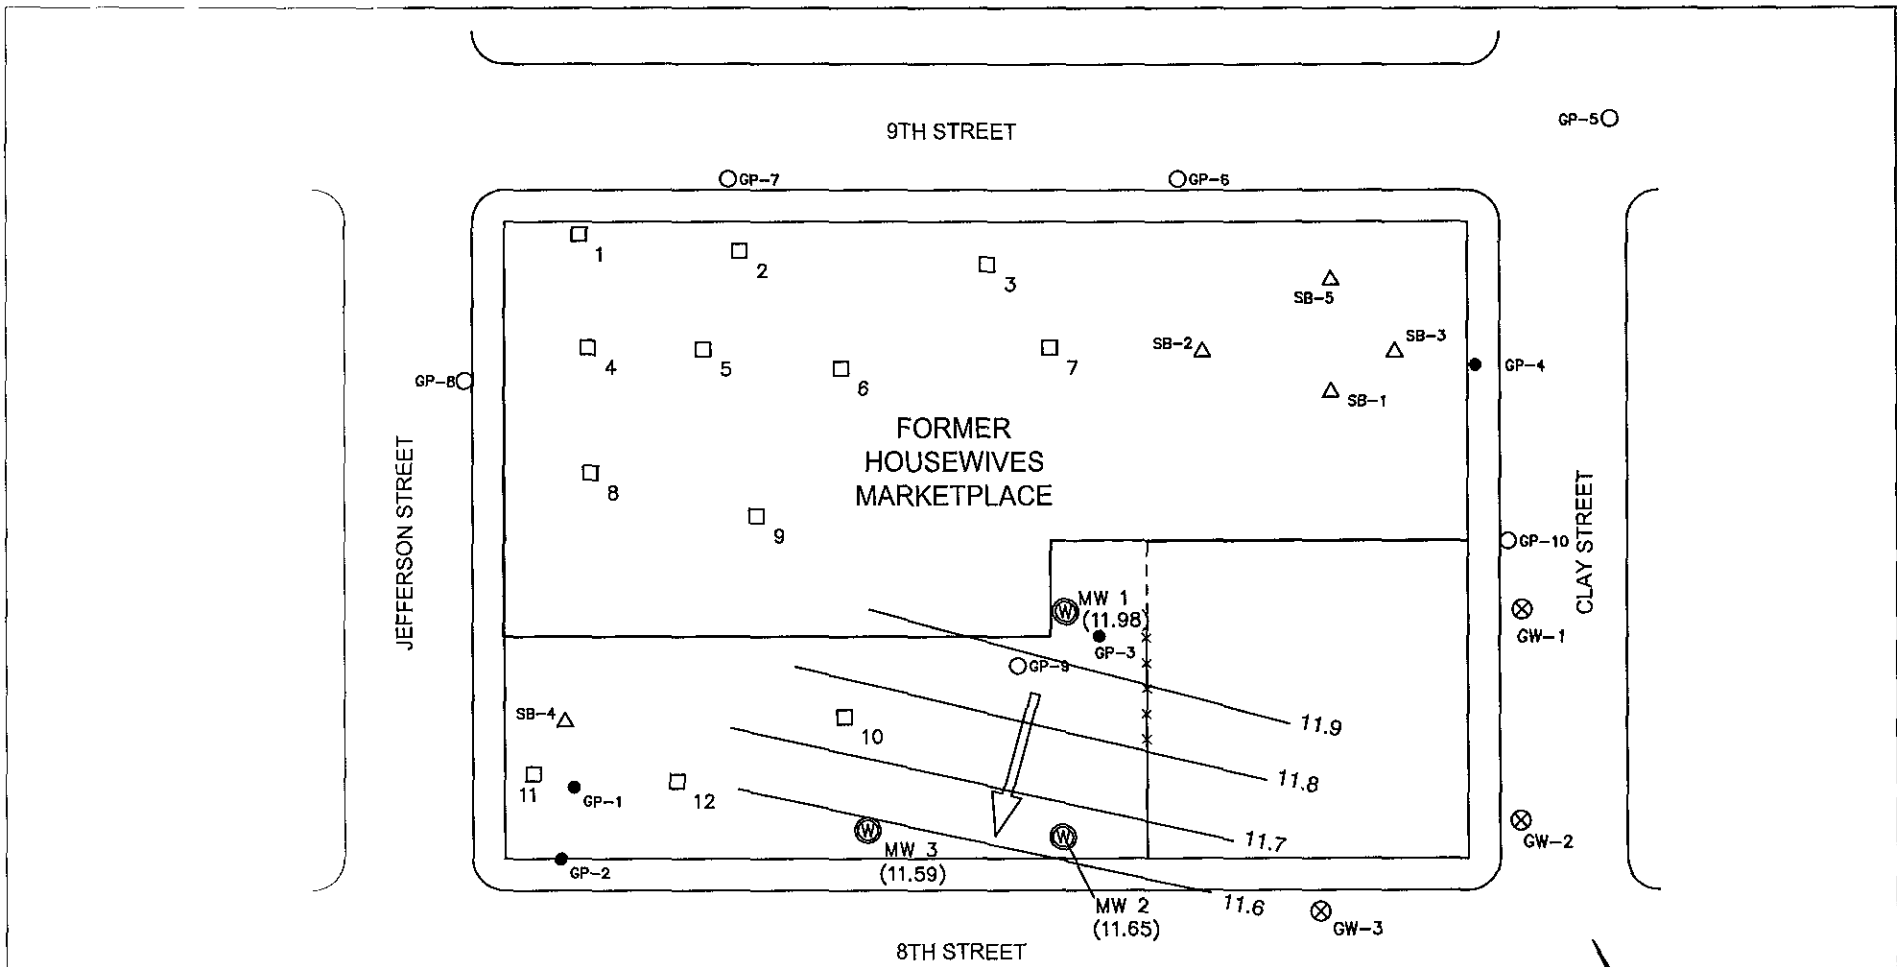 9TH STREET
GP-5
GP-7
GP-6
1
2
3
SB-5
4
5
6
7
SB-2
SB-3
GP-4
GP-8
SB-1
FORMER
HOUSEWIVES
MARKETPLACE
JEFFERSON STREET
8
9
GP-10
CLAY STREET
W
MW 1
(11.98)
GP-3
GW-1
GP-9
SB-4
10
11.9
11.8
11
GP-1
12
11.7
GW-2
W
MW 3
(11.59)
W
GP-2
MW 2
(11.65)
11.6
GW-3
8TH STREET